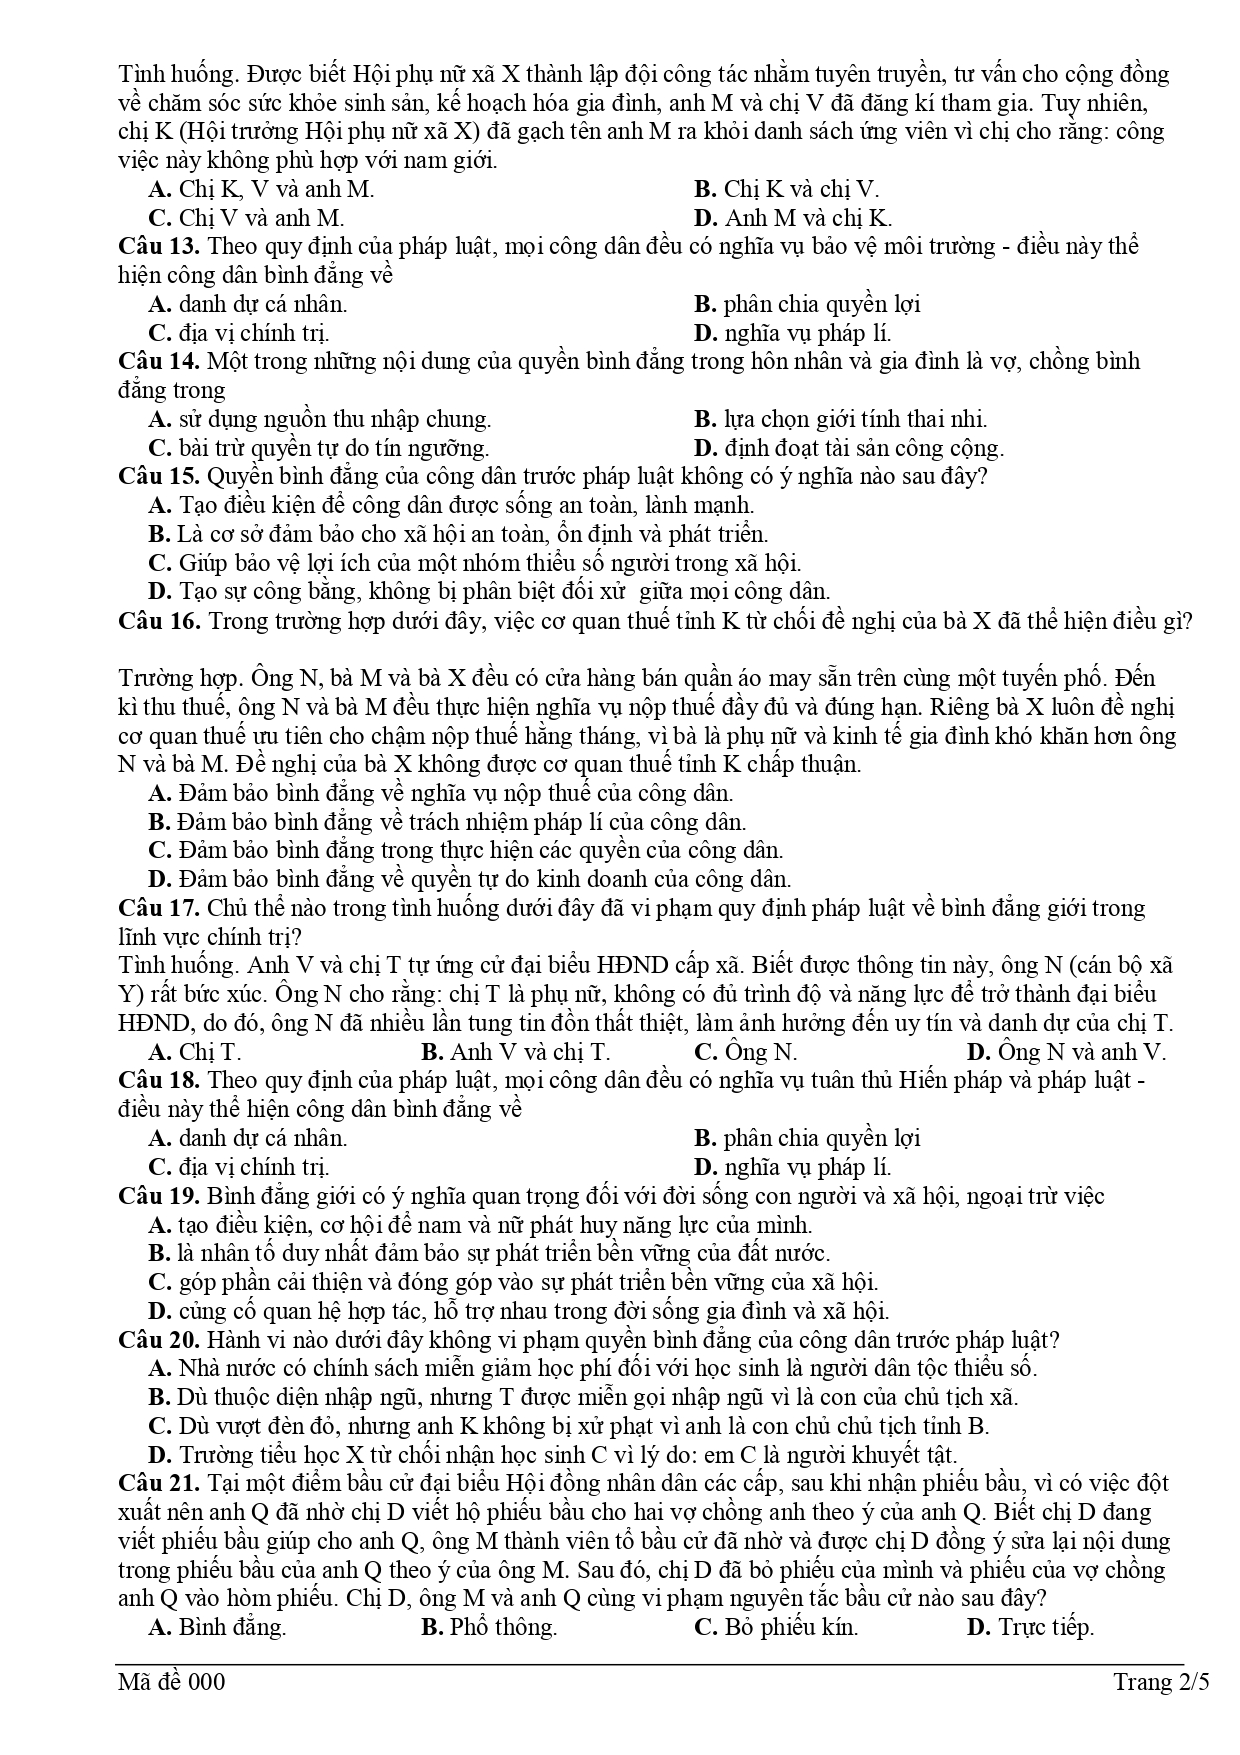 Tình huống. Được biết Hội phụ nữ xã X thành lập đội công tác nhằm tuyên truyền, tư vấn cho cộng đồng
về chăm sóc sức khỏe sinh sản, kế hoạch hóa gia đình, anh M và chị V đã đăng kí tham gia. Tuy nhiên,
chị K (Hội trưởng Hội phụ nữ xã X) đã gạch tên anh M ra khỏi danh sách ứng viên vì chị cho rằng: công
việc này không phù hợp với nam giới.
A. Chị K, V và anh M. B. Chị K và chị V.
C. Chị V và anh M. D. Anh M và chị K.
Câu 13. Theo quy định của pháp luật, mọi công dân đều có nghĩa vụ bảo vệ môi trường - điều này thể
hiện công dân bình đẳng về
A. danh dự cá nhân. B. phân chia quyền lợi
C. địa vị chính trị. D. nghĩa vụ pháp lí.
Câu 14. Một trong những nội dung của quyền bình đẳng trong hôn nhân và gia đình là vợ, chồng bình
đẳng trong
A. sử dụng nguồn thu nhập chung. B. lựa chọn giới tính thai nhi.
C. bài trừ quyền tự do tín ngưỡng. D. định đoạt tài sản công cộng.
Câu 15. Quyền bình đẳng của công dân trước pháp luật không có ý nghĩa nào sau đây?
A. Tạo điều kiện để công dân được sống an toàn, lành mạnh.
B. Là cơ sở đảm bảo cho xã hội an toàn, ổn định và phát triển.
C. Giúp bảo vệ lợi ích của một nhóm thiểu số người trong xã hội.
D. Tạo sự công bằng, không bị phân biệt đối xử  giữa mọi công dân.
Câu 16. Trong trường hợp dưới đây, việc cơ quan thuế tỉnh K từ chối đề nghị của bà X đã thể hiện điều gì?
Trường hợp. Ông N, bà M và bà X đều có cửa hàng bán quần áo may sẵn trên cùng một tuyến phố. Đến
kì thu thuế, ông N và bà M đều thực hiện nghĩa vụ nộp thuế đầy đủ và đúng hạn. Riêng bà X luôn đề nghị
cơ quan thuế ưu tiên cho chậm nộp thuế hằng tháng, vì bà là phụ nữ và kinh tế gia đình khó khăn hơn ông
N và bà M. Đề nghị của bà X không được cơ quan thuế tỉnh K chấp thuận.
A. Đảm bảo bình đẳng về nghĩa vụ nộp thuế của công dân.
B. Đảm bảo bình đẳng về trách nhiệm pháp lí của công dân.
C. Đảm bảo bình đẳng trong thực hiện các quyền của công dân.
D. Đảm bảo bình đẳng về quyền tự do kinh doanh của công dân.
Câu 17. Chủ thể nào trong tình huống dưới đây đã vi phạm quy định pháp luật về bình đẳng giới trong
lĩnh vực chính trị?
Tình huống. Anh V và chị T tự ứng cử đại biểu HĐND cấp xã. Biết được thông tin này, ông N (cán bộ xã
Y) rất bức xúc. Ông N cho rằng: chị T là phụ nữ, không có đủ trình độ và năng lực để trở thành đại biểu
HĐND, do đó, ông N đã nhiều lần tung tin đồn thất thiệt, làm ảnh hưởng đến uy tín và danh dự của chị T.
A. Chị T. B. Anh V và chị T. C. Ông N. D. Ông N và anh V.
Câu 18. Theo quy định của pháp luật, mọi công dân đều có nghĩa vụ tuân thủ Hiến pháp và pháp luật -
điều này thể hiện công dân bình đẳng về
A. danh dự cá nhân. B. phân chia quyền lợi
C. địa vị chính trị. D. nghĩa vụ pháp lí.
Câu 19. Bình đẳng giới có ý nghĩa quan trọng đối với đời sống con người và xã hội, ngoại trừ việc
A. tạo điều kiện, cơ hội để nam và nữ phát huy năng lực của mình.
B. là nhân tố duy nhất đảm bảo sự phát triển bền vững của đất nước.
C. góp phần cải thiện và đóng góp vào sự phát triển bền vững của xã hội.
D. củng cố quan hệ hợp tác, hỗ trợ nhau trong đời sống gia đình và xã hội.
Câu 20. Hành vi nào dưới đây không vi phạm quyền bình đẳng của công dân trước pháp luật?
A. Nhà nước có chính sách miễn giảm học phí đối với học sinh là người dân tộc thiểu số.
B. Dù thuộc diện nhập ngũ, nhưng T được miễn gọi nhập ngũ vì là con của chủ tịch xã.
C. Dù vượt đèn đỏ, nhưng anh K không bị xử phạt vì anh là con chủ chủ tịch tỉnh B.
D. Trường tiểu học X từ chối nhận học sinh C vì lý do: em C là người khuyết tật.
Câu 21. Tại một điểm bầu cử đại biểu Hội đồng nhân dân các cấp, sau khi nhận phiếu bầu, vì có việc đột
xuất nên anh Q đã nhờ chị D viết hộ phiếu bầu cho hai vợ chồng anh theo ý của anh Q. Biết chị D đang
viết phiếu bầu giúp cho anh Q, ông M thành viên tổ bầu cử đã nhờ và được chị D đồng ý sửa lại nội dung
trong phiếu bầu của anh Q theo ý của ông M. Sau đó, chị D đã bỏ phiếu của mình và phiếu của vợ chồng
anh Q vào hòm phiếu. Chị D, ông M và anh Q cùng vi phạm nguyên tắc bầu cử nào sau đây?
A. Bình đẳng. B. Phổ thông. C. Bỏ phiếu kín. D. Trực tiếp.
Mã đề 000 Trang 2/5